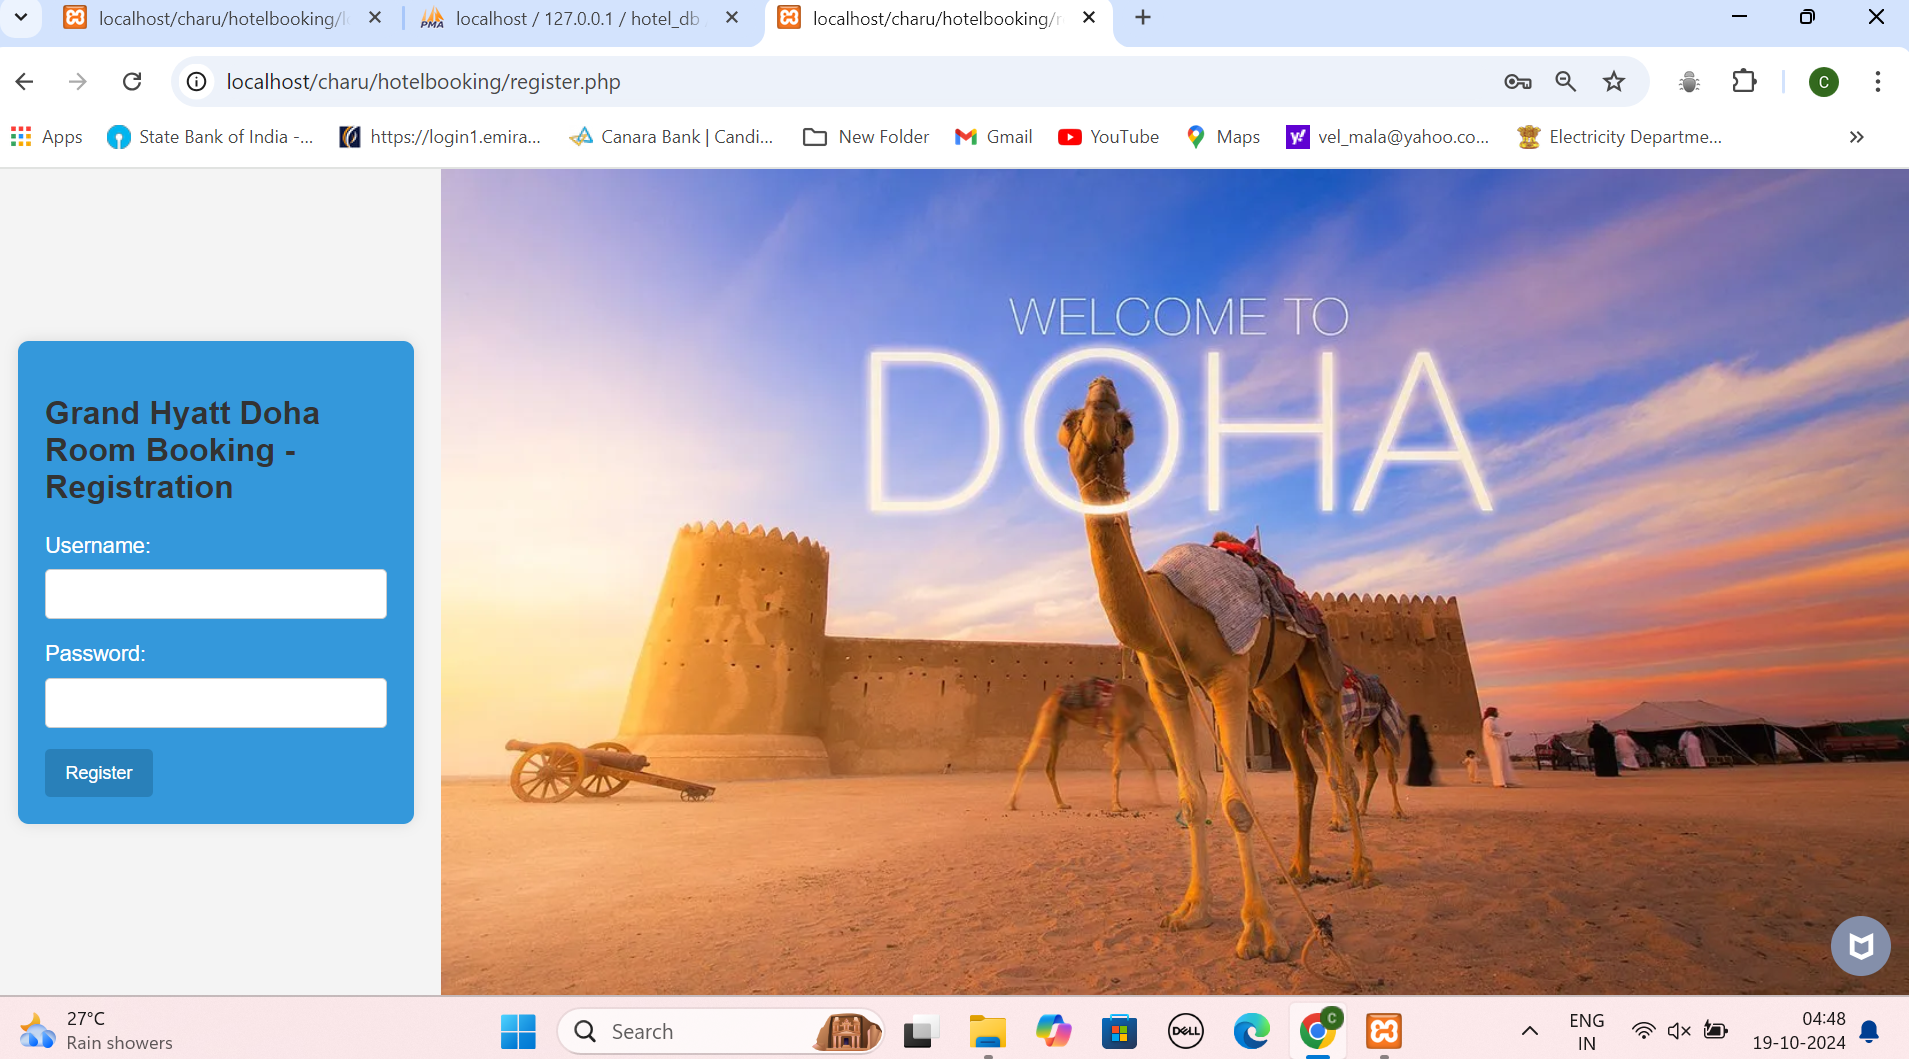 localhost/charu/hotelbooking/l
localhost / 127.0.0.1 / hotel_db
localhost/charu/hotelbooking/r
localhost/charu/hotelbooking/register.php
C
Apps
State Bank of India -...
https://login1.emira...
Canara Bank | Candi...
New Folder
Gmail
YouTube
Maps
vel_mala@yahoo.co...
Electricity Departme...
WELCOME TO
DOHA
Grand Hyatt Doha
Room Booking -
Registration
Username:
Password:
Register
27°C
Rain showers
Search
DELL
C
ENG
IN
04:48
19-10-2024